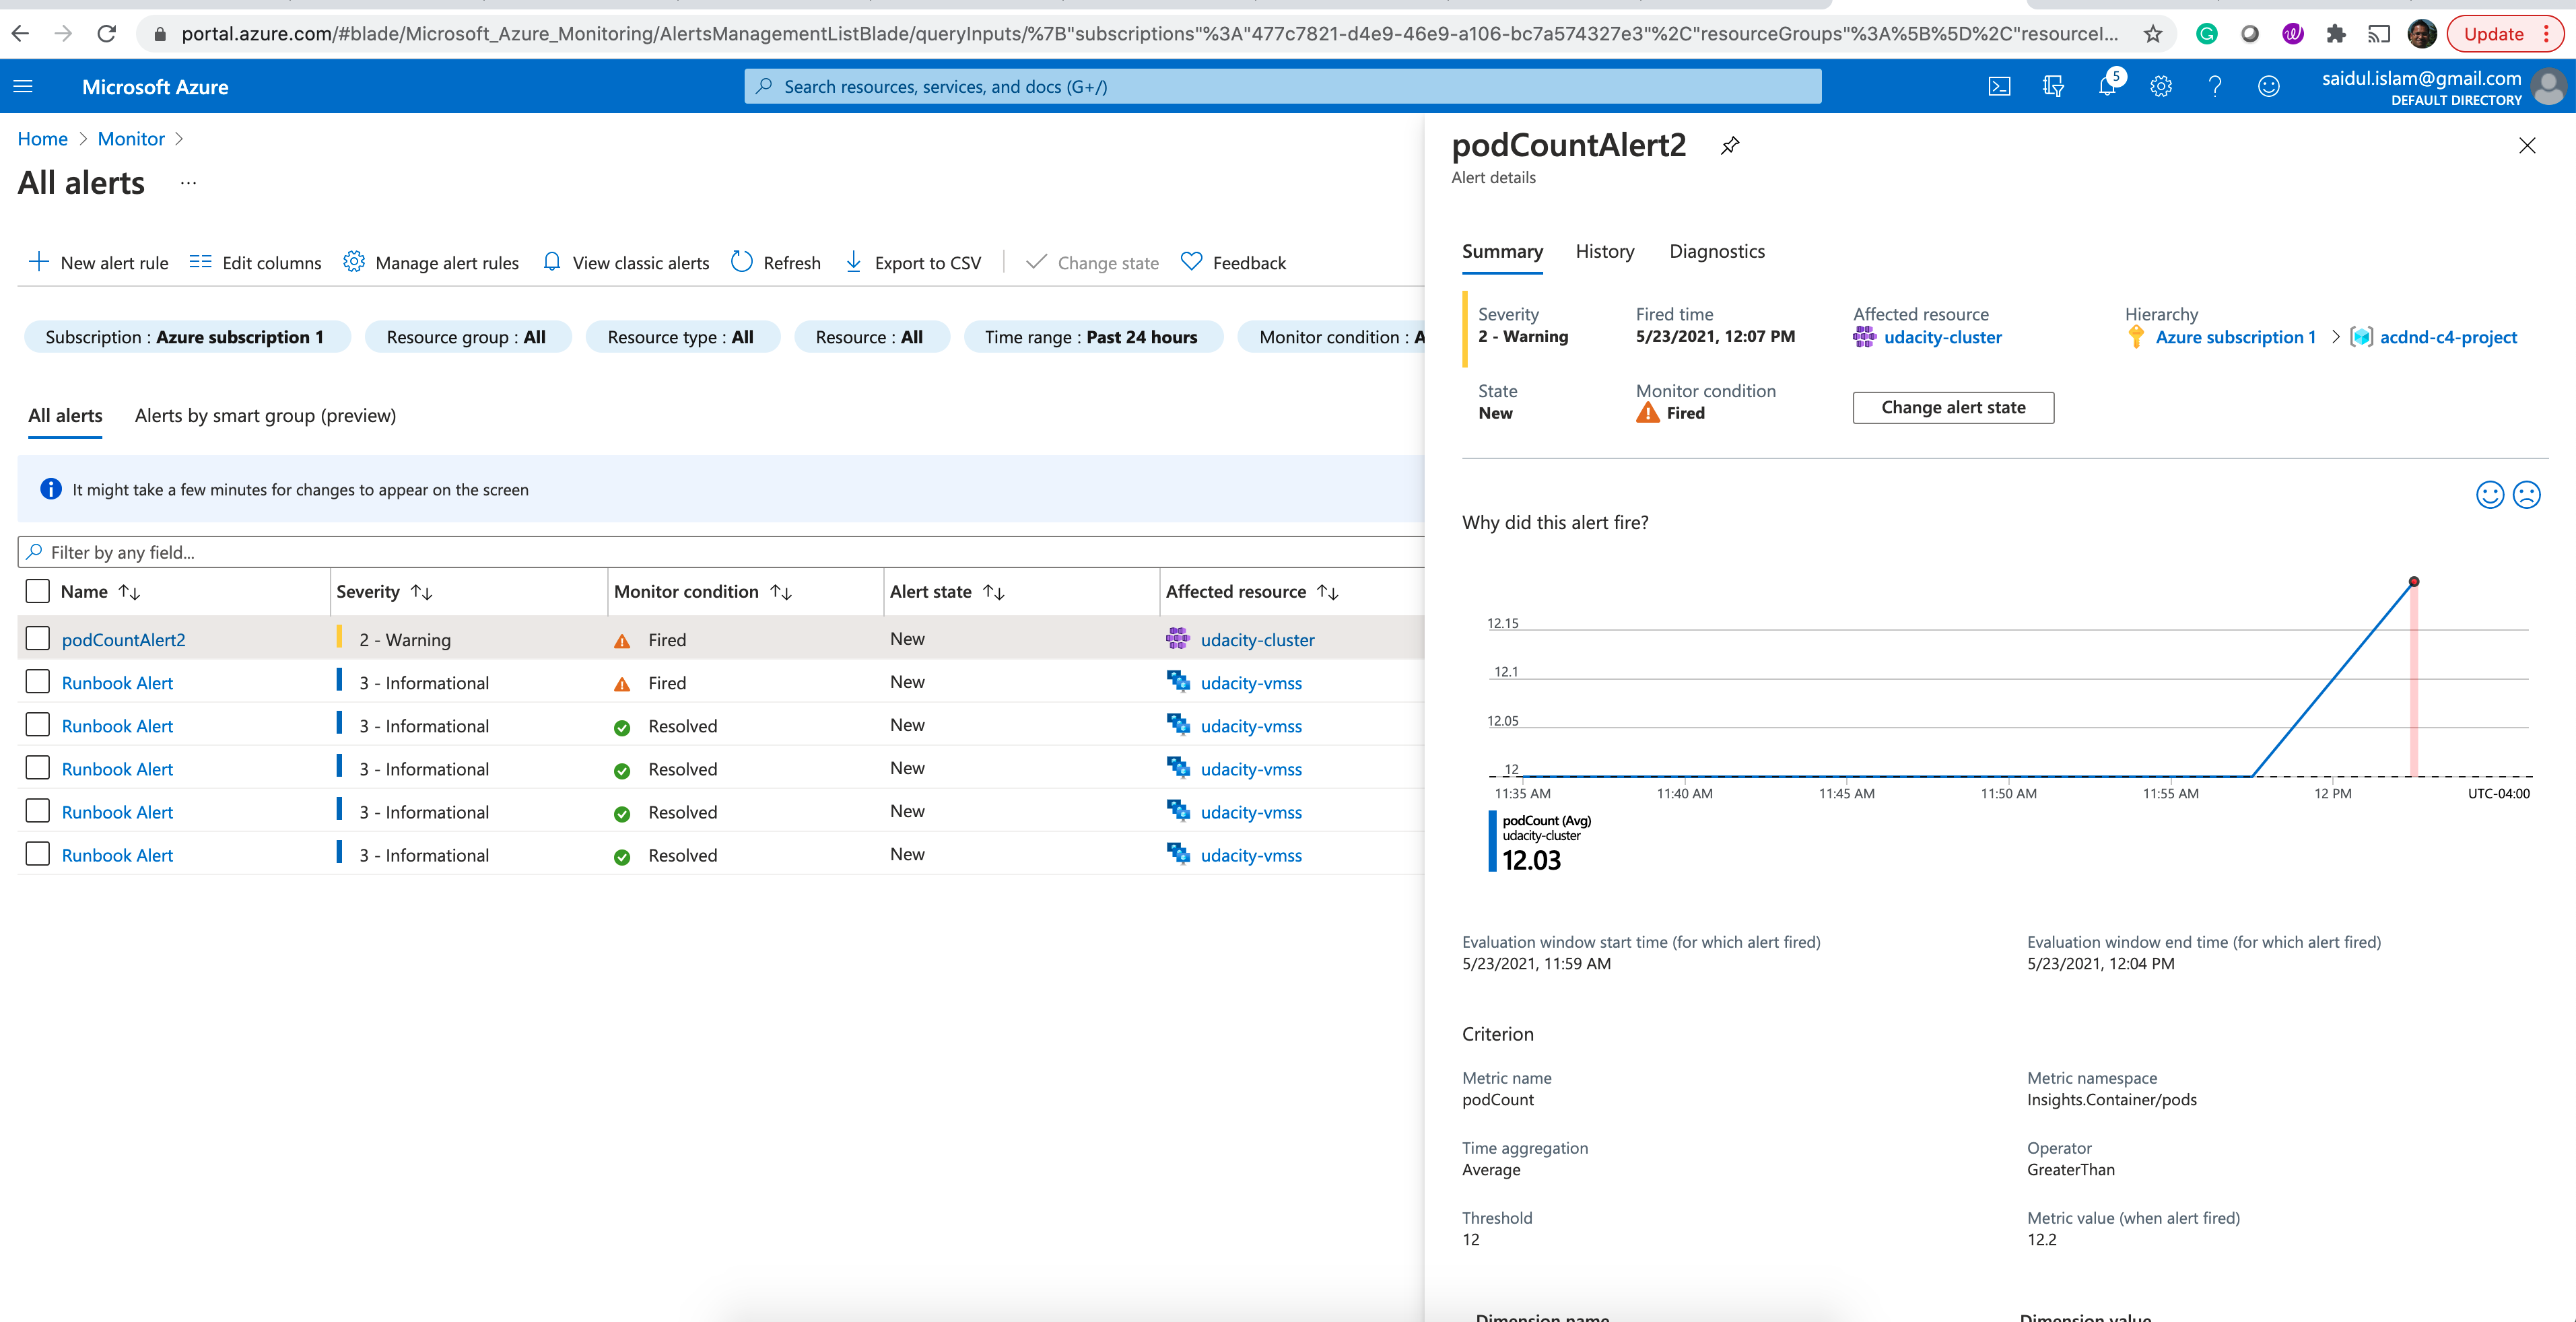 portal.azure.com/#blade/Microsoft_Azure_Monitoring/AlertsManagementListBlade/queryInputs/%7B"subscriptions"%3A"477c7821-d4e9-46e9-a106-bc7a574327e3"%2C"resourceGroups"%3A%5B%5D%2C"resourceI...
Update
Microsoft Azure
Search resources, services, and docs (G+/)
5
saidul.islam@gmail.com
DEFAULT DIRECTORY
Home > Monitor >
All alerts ...
New alert rule Edit columns Manage alert rules View classic alerts Refresh Export to CSV Change state Feedback
Subscription : Azure subscription 1 Resource group : All Resource type : All Resource : All Time range : Past 24 hours Monitor condition : A
All alerts Alerts by smart group (preview)
It might take a few minutes for changes to appear on the screen
Filter by any field...
Name Severity Monitor condition Alert state Affected resource
podCountAlert2 2 - Warning Fired New udacity-cluster
Runbook Alert 3 - Informational Fired New udacity-vmss
Runbook Alert 3 - Informational Resolved New udacity-vmss
Runbook Alert 3 - Informational Resolved New udacity-vmss
Runbook Alert 3 - Informational Resolved New udacity-vmss
Runbook Alert 3 - Informational Resolved New udacity-vmss
podCountAlert2
Alert details
Summary History Diagnostics
Severity Fired time Affected resource Hierarchy
2 - Warning 5/23/2021, 12:07 PM udacity-cluster Azure subscription 1 > acdnd-c4-project
State Monitor condition
New Fired
Change alert state
Why did this alert fire?
12.15
12.1
12.05
12
11:35 AM 11:40 AM 11:45 AM 11:50 AM 11:55 AM 12 PM UTC-04:00
podCount (Avg)
udacity-cluster
12.03
Evaluation window start time (for which alert fired) Evaluation window end time (for which alert fired)
5/23/2021, 11:59 AM 5/23/2021, 12:04 PM
Criterion
Metric name Metric namespace
podCount Insights.Container/pods
Time aggregation Operator
Average GreaterThan
Threshold Metric value (when alert fired)
12 12.2
Dimension name Dimension value